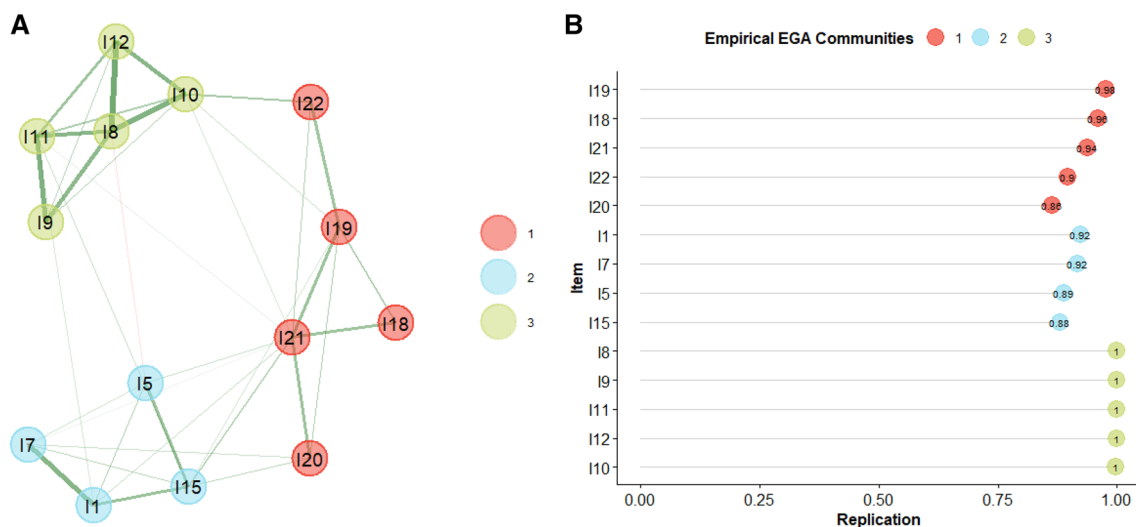 A
I12
I10
I22
I11
I8
I9
I19
I18
I21
I5
I7
I20
I15
I1
1
2
3
B
Empirical EGA Communities 1 2 3
Item
I19 0.98
I18 0.96
I21 0.94
I22 0.9
I20 0.86
I1 0.92
I7 0.92
I5 0.89
I15 0.88
I8 1
I9 1
I11 1
I12 1
I10 1
0.00 0.25 0.50 0.75 1.00
Replication